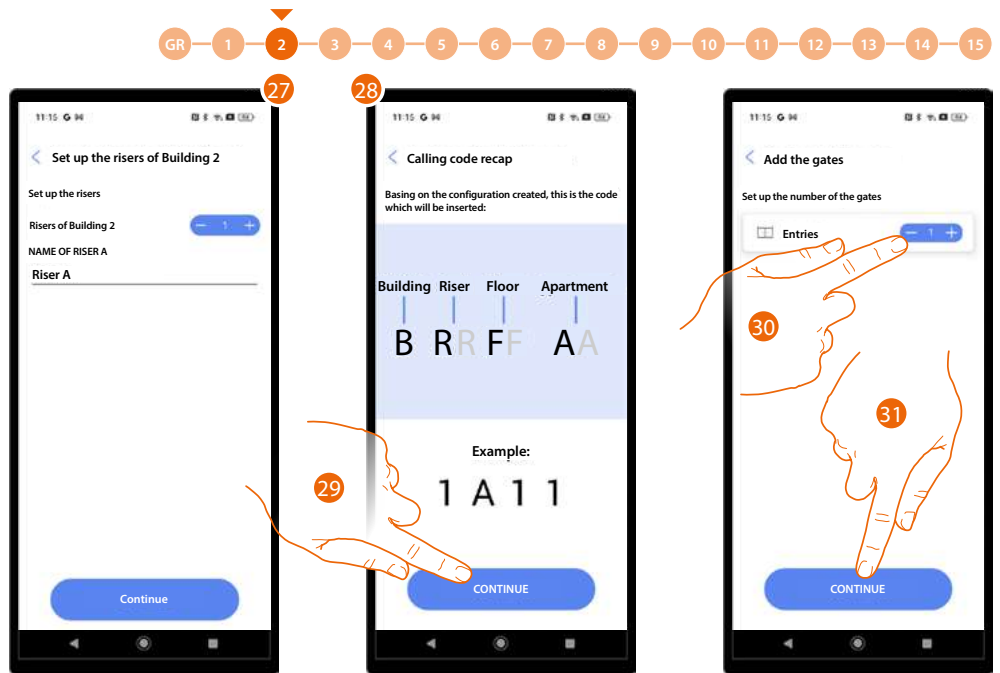 GR 1 2 3 4 5 6 7 8 9 10 11 12 13 14 15
27
11:15 G
Set up the risers of Building 2
Set up the risers
Risers of Building 2 − 1 +
NAME OF RISER A
Riser A
Continue
28
11:15 G
Calling code recap
Basing on the configuration created, this is the code
which will be inserted:
Building Riser Floor Apartment
B RR FF AA
Example:
1 A 1 1
29
CONTINUE
11:15 G
Add the gates
Set up the number of the gates
Entries − 1 +
30
31
CONTINUE